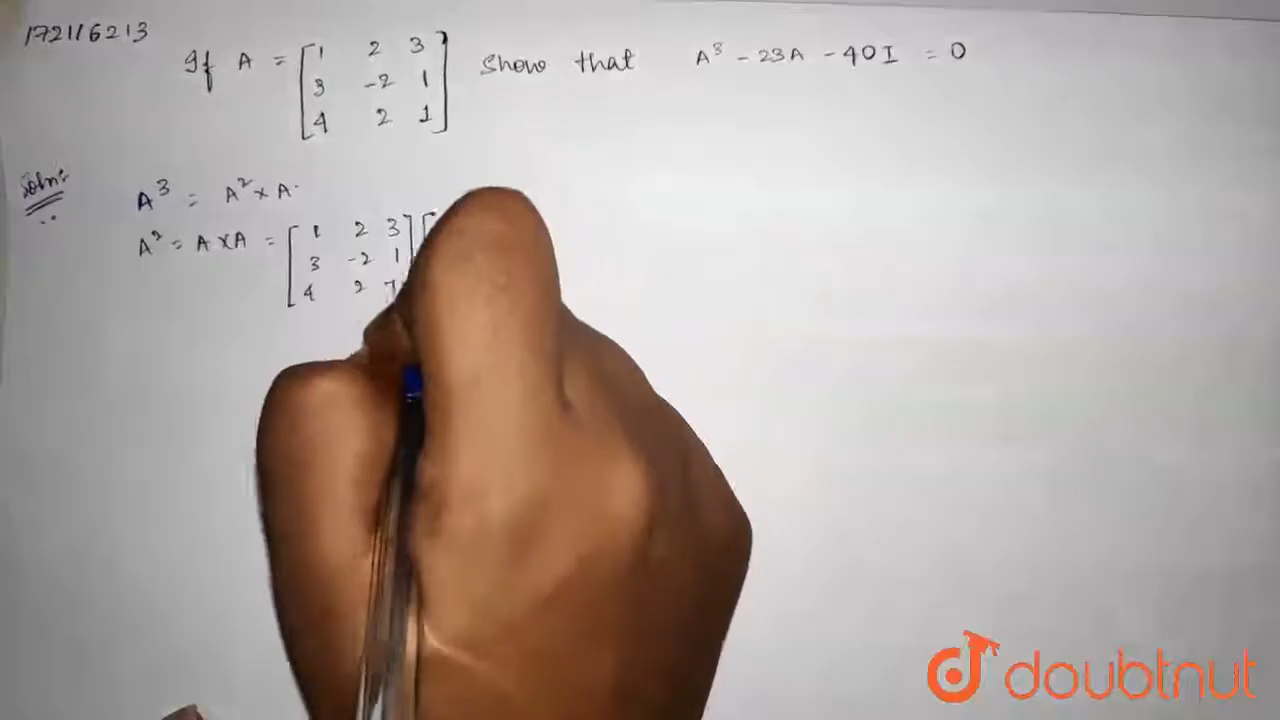 172116213
If A = [1 2 3 Show that A³ - 23A - 40I = 0
3 -2 1
4 2 1]
Soln:
A³ = A² × A.
A² = A × A = [1 2 3] [
3 -2 1
4 2
doubtnut